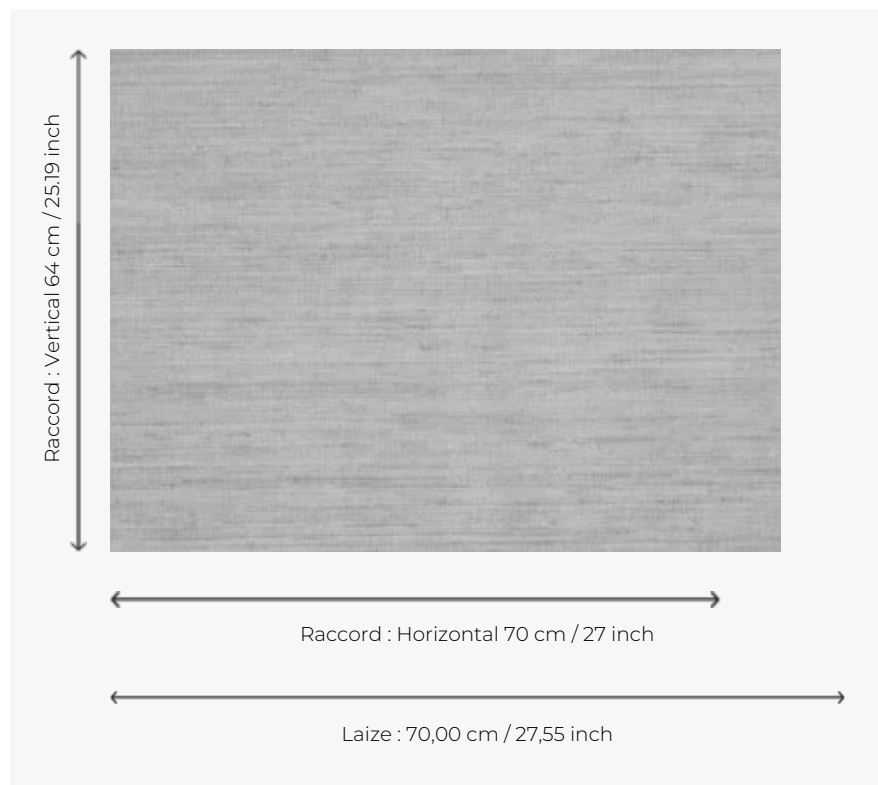 Raccord : Vertical 64 cm / 25.19 inch
Raccord : Horizontal 70 cm / 27 inch
Laize : 70,00 cm / 27,55 inch